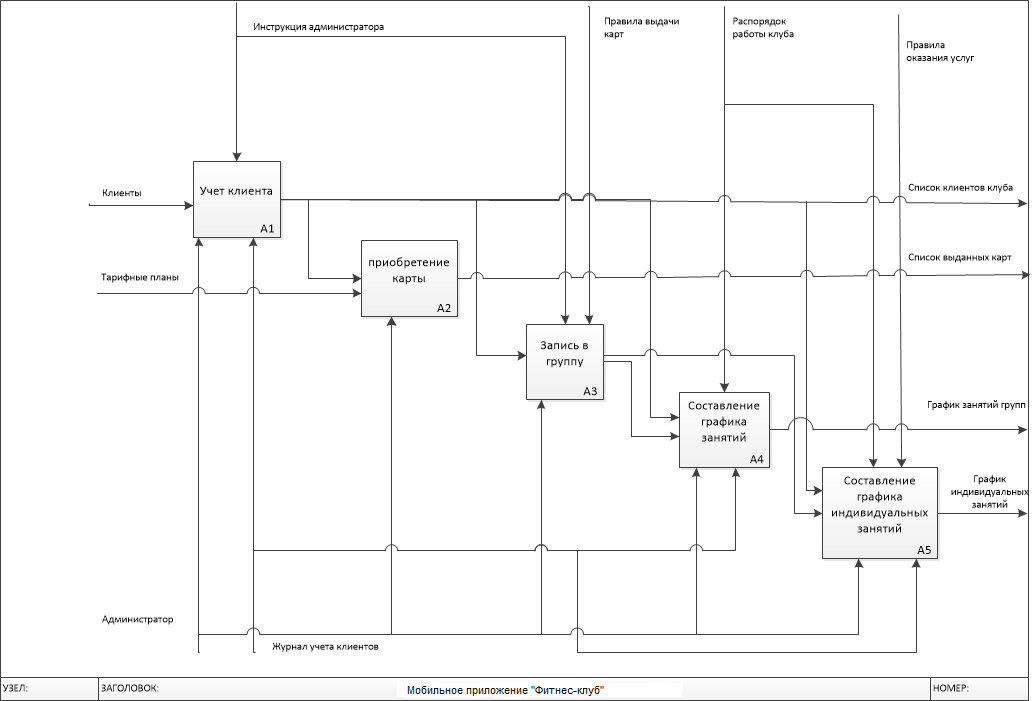 Инструкция администратора
Правила выдачи
карт
Распорядок
работы клуба
Правила
оказания услуг
Клиенты
Учет клиента
A1
Список клиентов клуба
Тарифные планы
приобретение
карты
A2
Список выданных карт
Запись в
группу
A3
Составление
графика
занятий
A4
График занятий групп
Составление
графика
индивидуальных
занятий
A5
График
индивидуальных
занятий
Администратор
Журнал учета клиентов
УЗЕЛ:
ЗАГОЛОВОК:
Мобильное приложение "Фитнес-клуб"
НОМЕР: